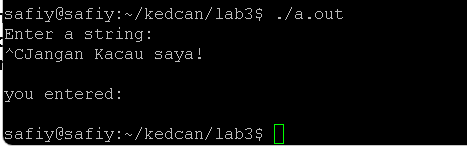 safiy@safiy:~/kedcan/lab3$ ./a.out
Enter a string:
^CJangan Kacau saya!
you entered:
safiy@safiy:~/kedcan/lab3$